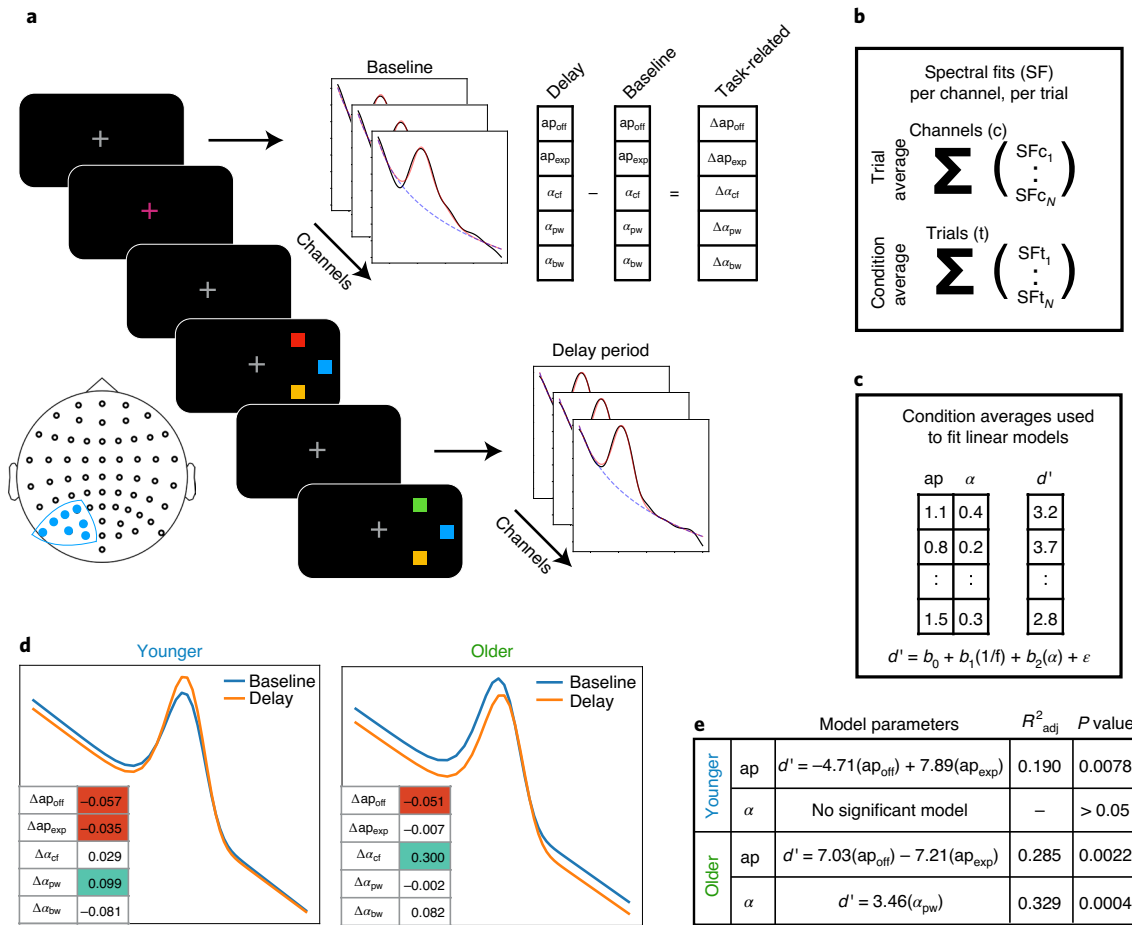 a
Baseline
Channels
Delay
Baseline
Task-related
ap_off
ap_off
Δap_off
ap_exp
ap_exp
Δap_exp
α_cf
–
α_cf
=
Δα_cf
α_pw
α_pw
Δα_pw
α_bw
α_bw
Δα_bw
Delay period
Channels
b
Spectral fits (SF)
per channel, per trial
Trial
average
Channels (c)
Σ ( SFc_1
:
SFc_N )
Condition
average
Trials (t)
Σ ( SFt_1
:
SFt_N )
c
Condition averages used
to fit linear models
ap α d'
1.1 0.4 3.2
0.8 0.2 3.7
: : :
1.5 0.3 2.8
d' = b_0 + b_1(1/f) + b_2(α) + ε
d
Younger
Baseline
Delay
Δap_off –0.057
Δap_exp –0.035
Δα_cf 0.029
Δα_pw 0.099
Δα_bw –0.081
Older
Baseline
Delay
Δap_off –0.051
Δap_exp –0.007
Δα_cf 0.300
Δα_pw –0.002
Δα_bw 0.082
e
Model parameters R²_adj P value
Younger
ap d' = –4.71(ap_off) + 7.89(ap_exp) 0.190 0.0078
α No significant model – > 0.05
Older
ap d' = 7.03(ap_off) – 7.21(ap_exp) 0.285 0.0022
α d' = 3.46(α_pw) 0.329 0.0004